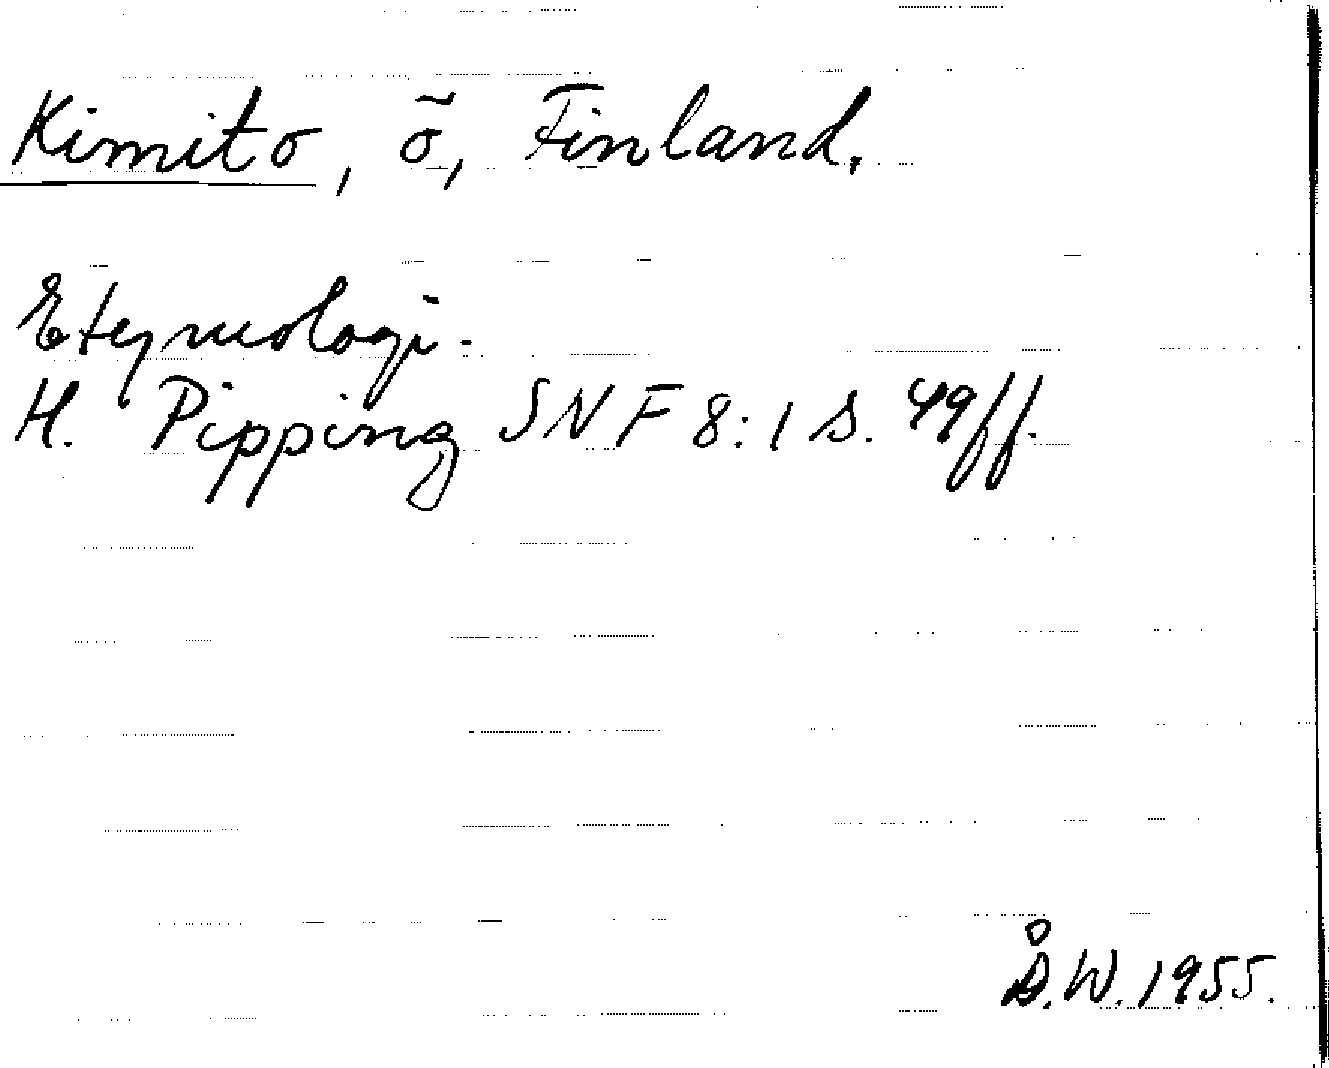 Kimito, ö, Finland.
Etymologi.
H. Pipping SNF 8:1 s. 49ff.
Å.W. 1955.